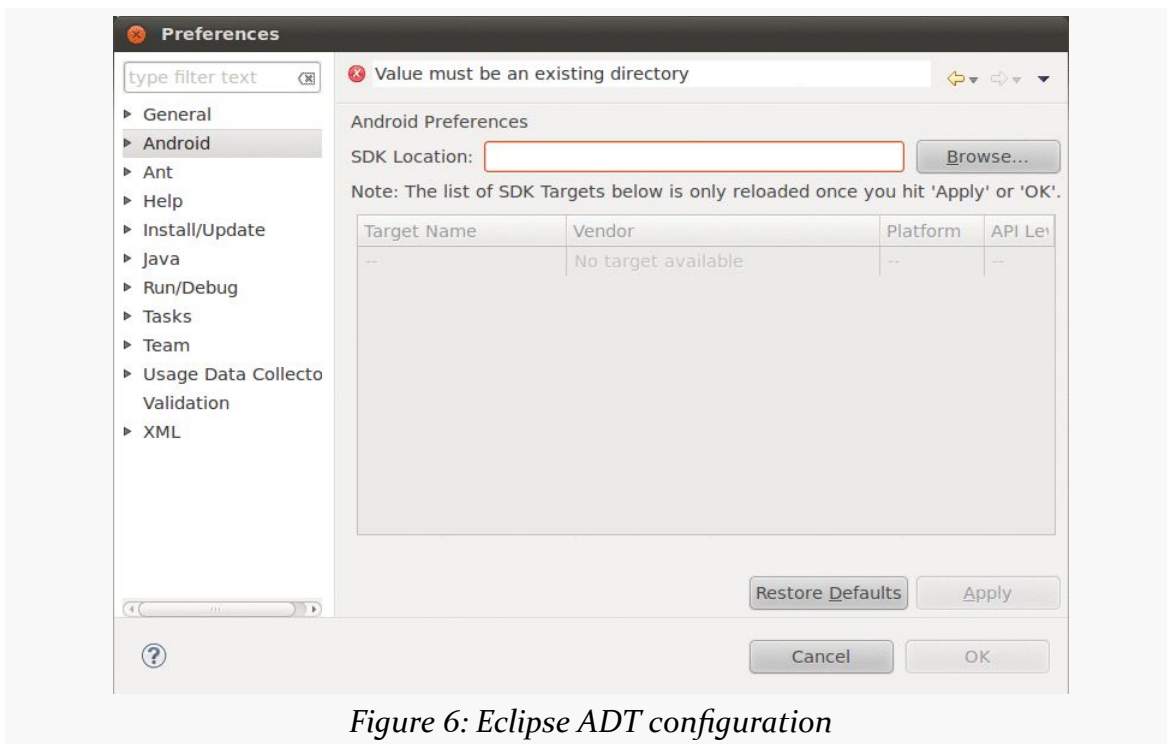 Preferences
type filter text
Value must be an existing directory
General
Android
Ant
Help
Install/Update
Java
Run/Debug
Tasks
Team
Usage Data Collecto
Validation
XML
Android Preferences
SDK Location:
Browse...
Note: The list of SDK Targets below is only reloaded once you hit 'Apply' or 'OK'.
Target Name Vendor Platform API Lev
-- No target available -- --
Restore Defaults Apply
Cancel OK
Figure 6: Eclipse ADT configuration